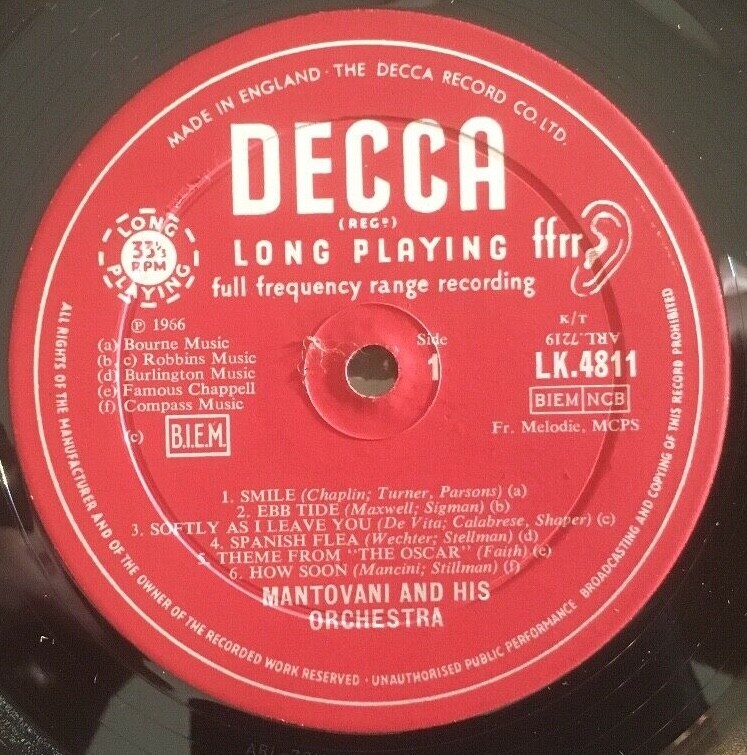 MADE IN ENGLAND · THE DECCA RECORD CO. LTD.
DECCA
(REGD)
LONG PLAYING
ffrr
full frequency range recording
LONG
33⅓
RPM
PLAYING
℗ 1966
(a) Bourne Music
(b, c) Robbins Music
(d) Burlington Music
(e) Famous Chappell
(f) Compass Music
(c) B.I.E.M.
Side
1
K/T
ARL.7219
LK.4811
BIEM NCB
Fr. Melodie, MCPS
1. SMILE (Chaplin; Turner, Parsons) (a)
2. EBB TIDE (Maxwell; Sigman) (b)
3. SOFTLY AS I LEAVE YOU (De Vita; Calabrese, Shaper) (c)
4. SPANISH FLEA (Wechter; Stellman) (d)
5. THEME FROM "THE OSCAR" (Faith) (e)
6. HOW SOON (Mancini; Stillman) (f)
MANTOVANI AND HIS
ORCHESTRA
ALL RIGHTS OF THE MANUFACTURER AND OF THE OWNER OF THE RECORDED WORK RESERVED · UNAUTHORISED PUBLIC PERFORMANCE BROADCASTING AND COPYING OF THIS RECORD PROHIBITED